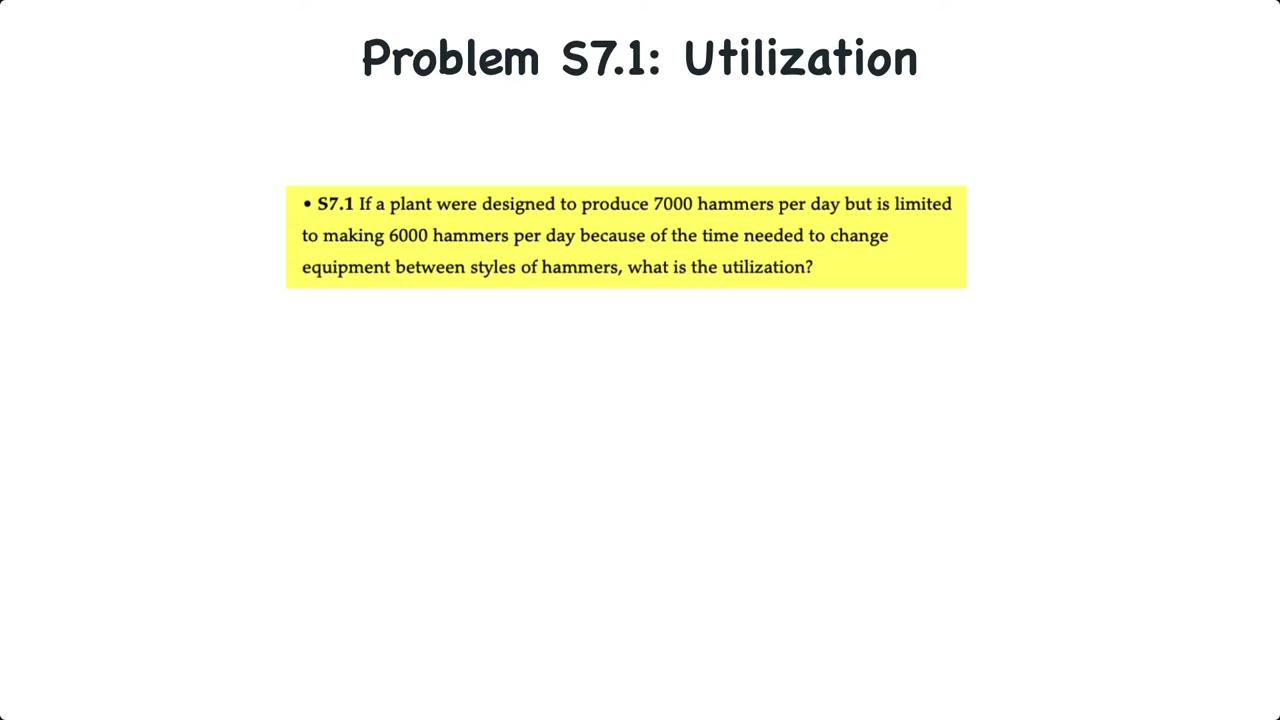 Problem S7.1: Utilization
• S7.1 If a plant were designed to produce 7000 hammers per day but is limited
to making 6000 hammers per day because of the time needed to change
equipment between styles of hammers, what is the utilization?